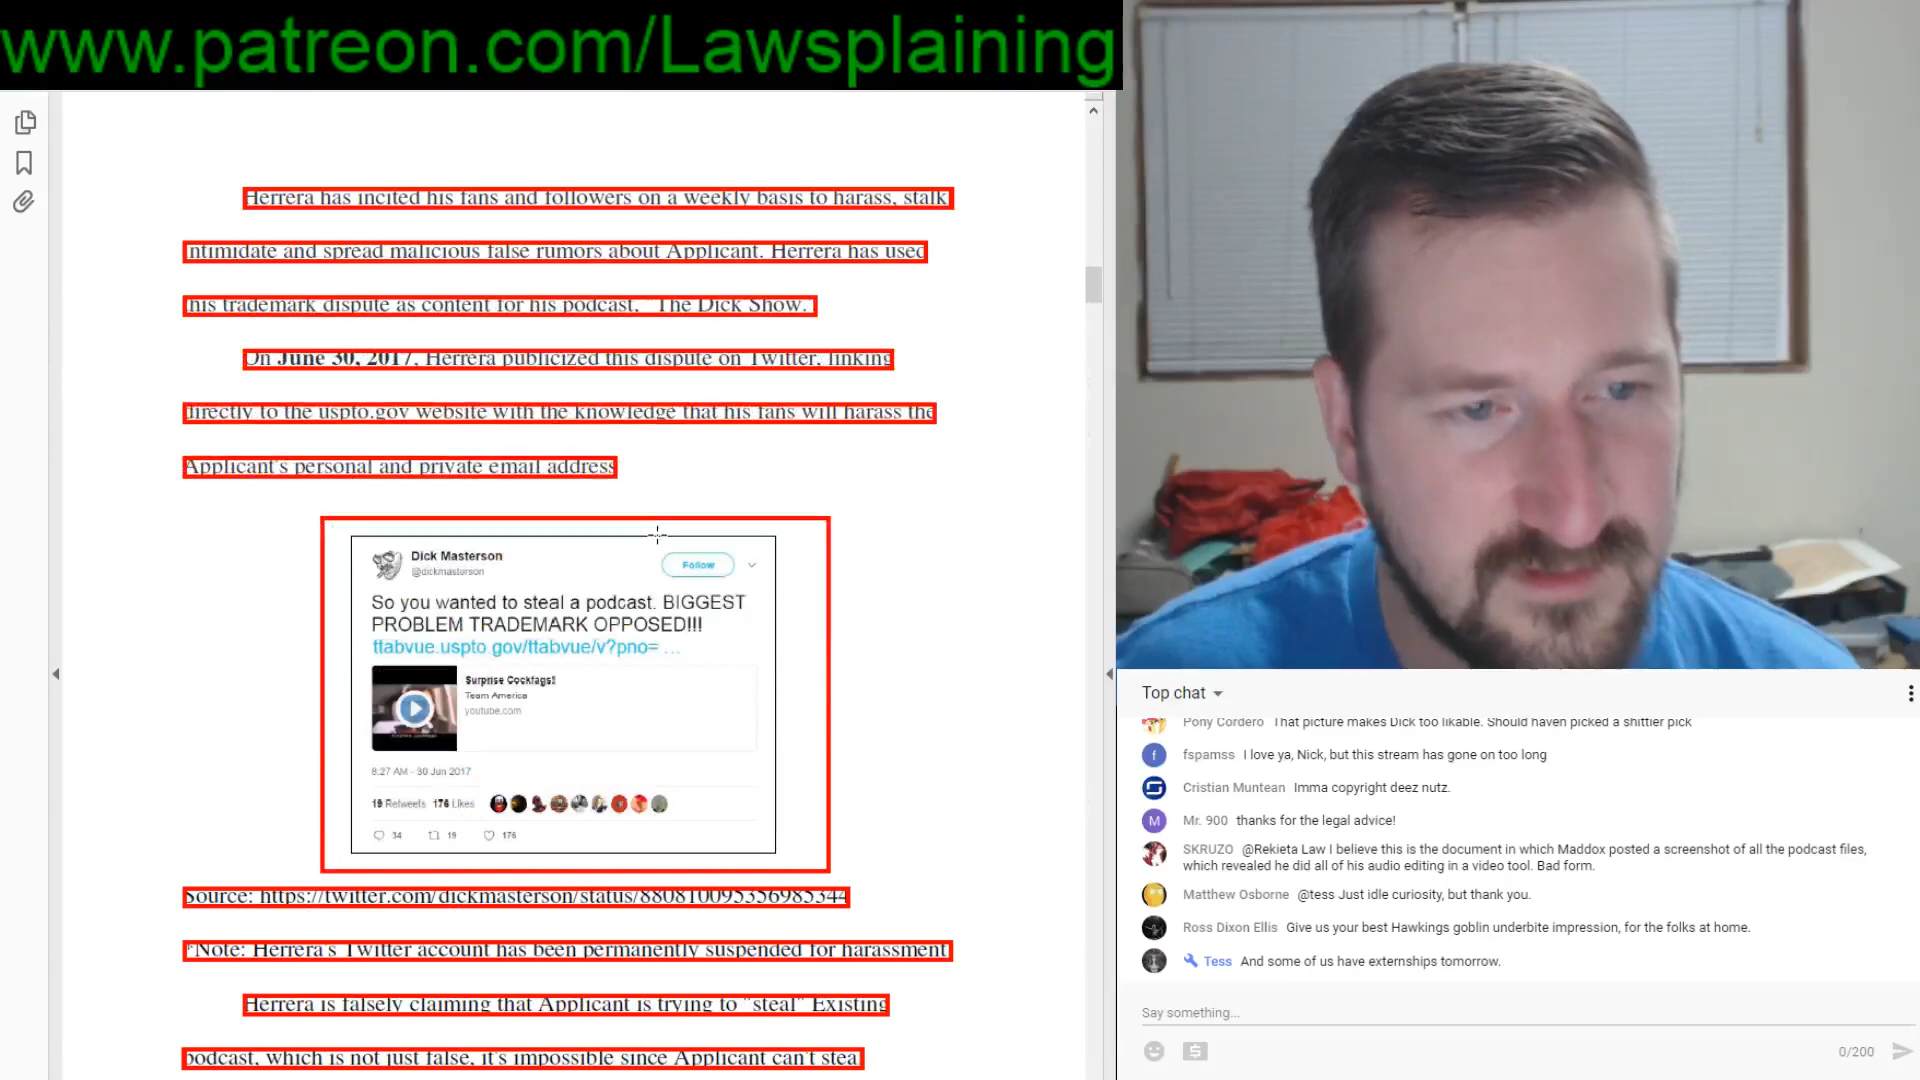 www.patreon.com/Lawsplaining
Herrera has incited his fans and followers on a weekly basis to harass, stalk
intimidate and spread malicious false rumors about Applicant. Herrera has used
this trademark dispute as content for his podcast, "The Dick Show."
On June 30, 2017, Herrera publicized this dispute on Twitter, linking
directly to the uspto.gov website with the knowledge that his fans will harass the
Applicant's personal and private email address
Dick Masterson
@dickmasterson
Follow
So you wanted to steal a podcast. BIGGEST
PROBLEM TRADEMARK OPPOSED!!!
ttabvue.uspto.gov/ttabvue/v?pno= ...
Surprise Cockfags!!
Team America
youtube.com
8:27 AM - 30 Jun 2017
19 Retweets 176 Likes
34 19 176
Source: https://twitter.com/dickmasterson/status/880810095356985344
*Note: Herrera's Twitter account has been permanently suspended for harassment
Herrera is falsely claiming that Applicant is trying to "steal" Existing
podcast, which is not just false, it's impossible since Applicant can't steal
Top chat
Pony Cordero That picture makes Dick too likable. Should haven picked a shittier pick
f fspamss I love ya, Nick, but this stream has gone on too long
Cristian Muntean Imma copyright deez nutz.
M Mr. 900 thanks for the legal advice!
SKRUZO @Rekieta Law I believe this is the document in which Maddox posted a screenshot of all the podcast files,
which revealed he did all of his audio editing in a video tool. Bad form.
Matthew Osborne @tess Just idle curiosity, but thank you.
Ross Dixon Ellis Give us your best Hawkings goblin underbite impression, for the folks at home.
Tess And some of us have externships tomorrow.
Say something...
0/200